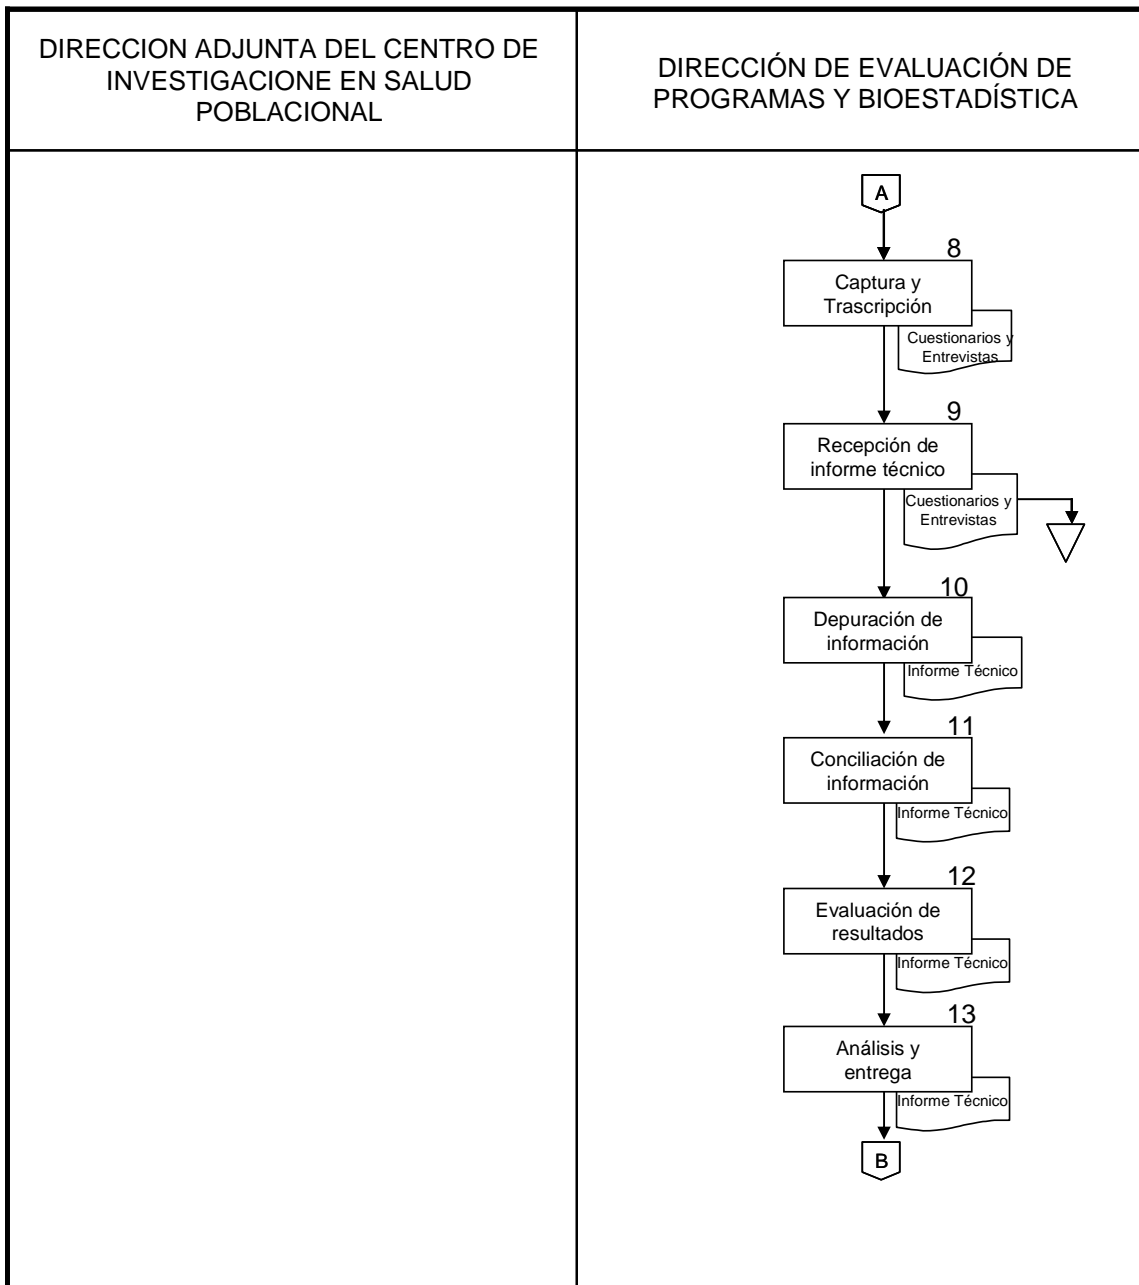 DIRECCION ADJUNTA DEL CENTRO DE
INVESTIGACIONE EN SALUD
POBLACIONAL
DIRECCIÓN DE EVALUACIÓN DE
PROGRAMAS Y BIOESTADÍSTICA
A
8
Captura y
Trascripción
Cuestionarios y
Entrevistas
9
Recepción de
informe técnico
Cuestionarios y
Entrevistas
10
Depuración de
información
Informe Técnico
11
Conciliación de
información
Informe Técnico
12
Evaluación de
resultados
Informe Técnico
13
Análisis y
entrega
Informe Técnico
B